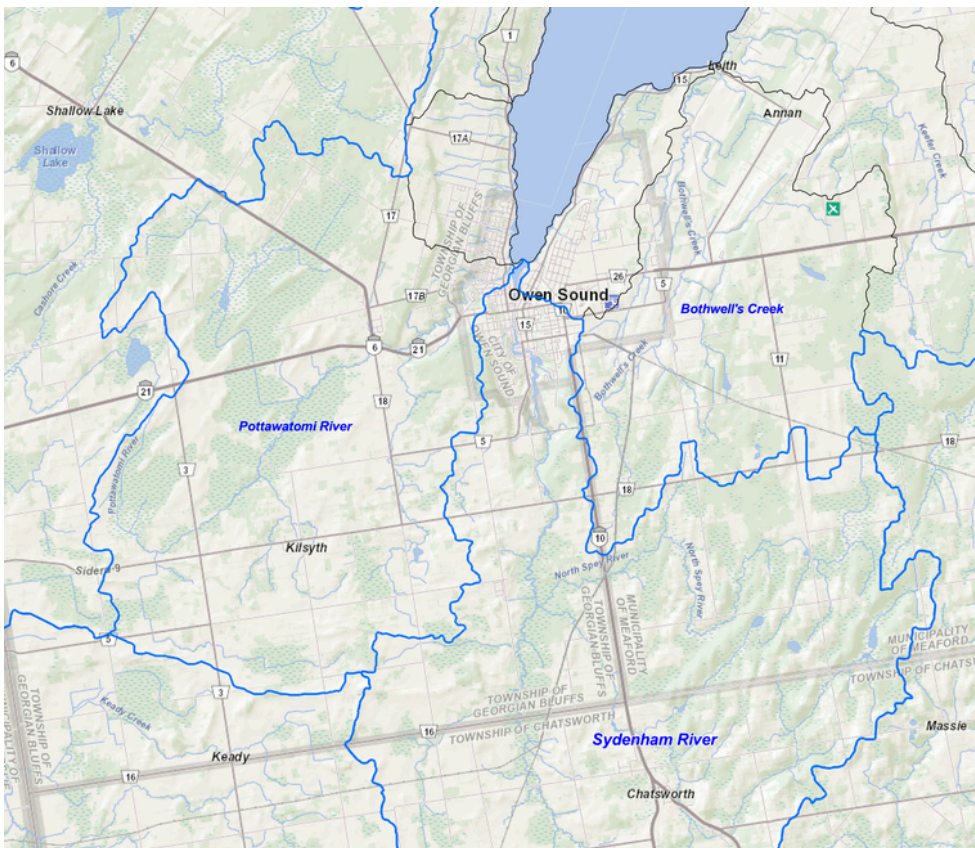 1
6
Leith
15
Shallow Lake
Annan
17A
Keefer Creek
Shallow
Lake
17
Bothwell's Creek
TOWNSHIP OF
GEORGIAN BLUFFS
Cashore Creek
26
5
17B
Owen Sound
10
Bothwell's Creek
15
CITY OF
OWEN SOUND
6
21
11
Bothwell's Creek
21
18
Pottawatomi River
5
18
3
Pottawatomi River
18
10
Kilsyth
North Spey River
North Spey River
Sideroad 9
TOWNSHIP OF
GEORGIAN BLUFFS
MUNICIPALITY
OF MEAFORD
5
MUNICIPALITY
OF MEAFORD
TOWNSHIP OF CHATS
3
TOWNSHIP OF
GEORGIAN BLUFFS
TOWNSHIP OF
GEORGIAN BLUFFS
Keady Creek
16
TOWNSHIP OF CHATSWORTH
Massie
Sydenham River
Keady
16
Chatsworth